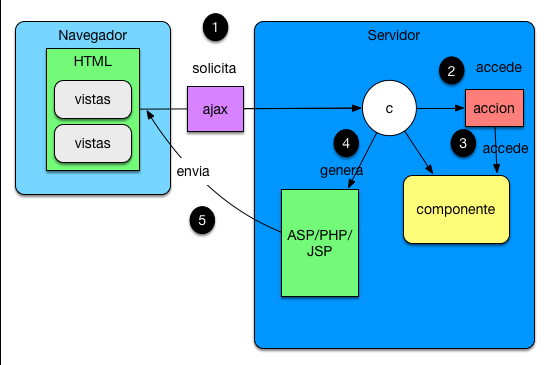 1
Navegador
Servidor
HTML
solicita
2
accede
vistas
ajax
c
accion
vistas
4
3
accede
envia
genera
componente
5
ASP/PHP/
JSP